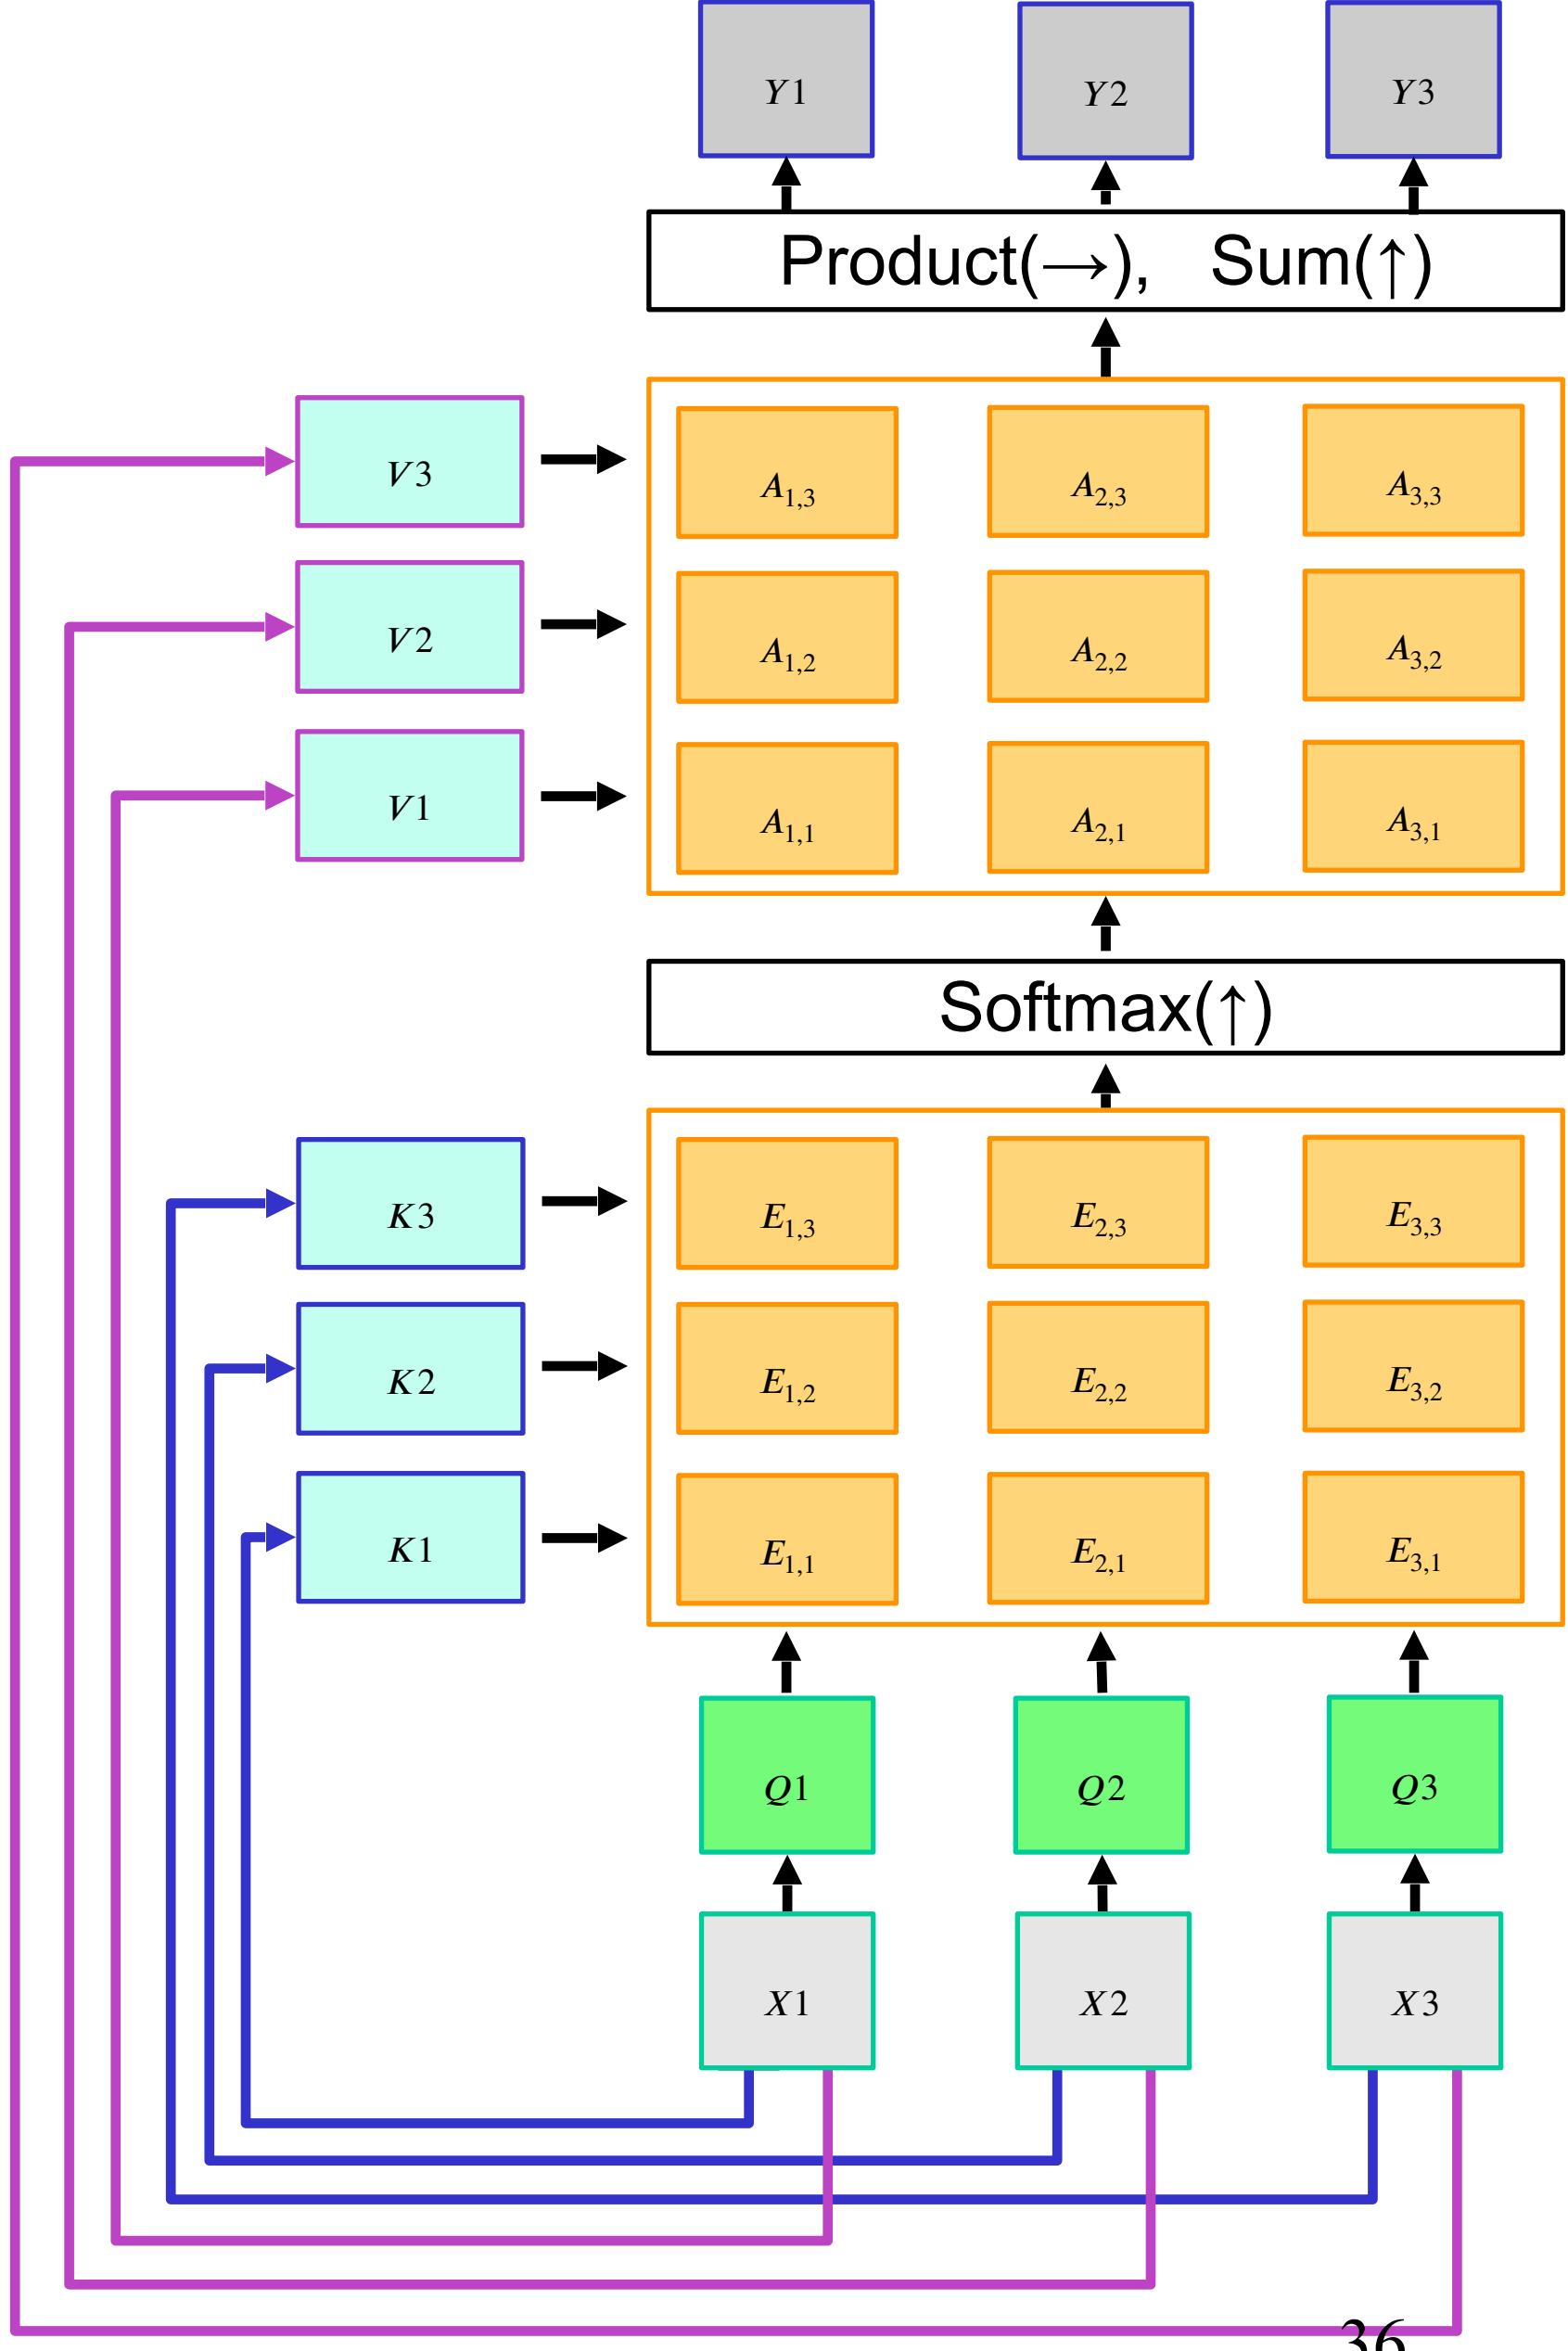 Y1 Y2 Y3
Product(→), Sum(↑)
V3 A1,3 A2,3 A3,3
V2 A1,2 A2,2 A3,2
V1 A1,1 A2,1 A3,1
Softmax(↑)
K3 E1,3 E2,3 E3,3
K2 E1,2 E2,2 E3,2
K1 E1,1 E2,1 E3,1
Q1 Q2 Q3
X1 X2 X3
36